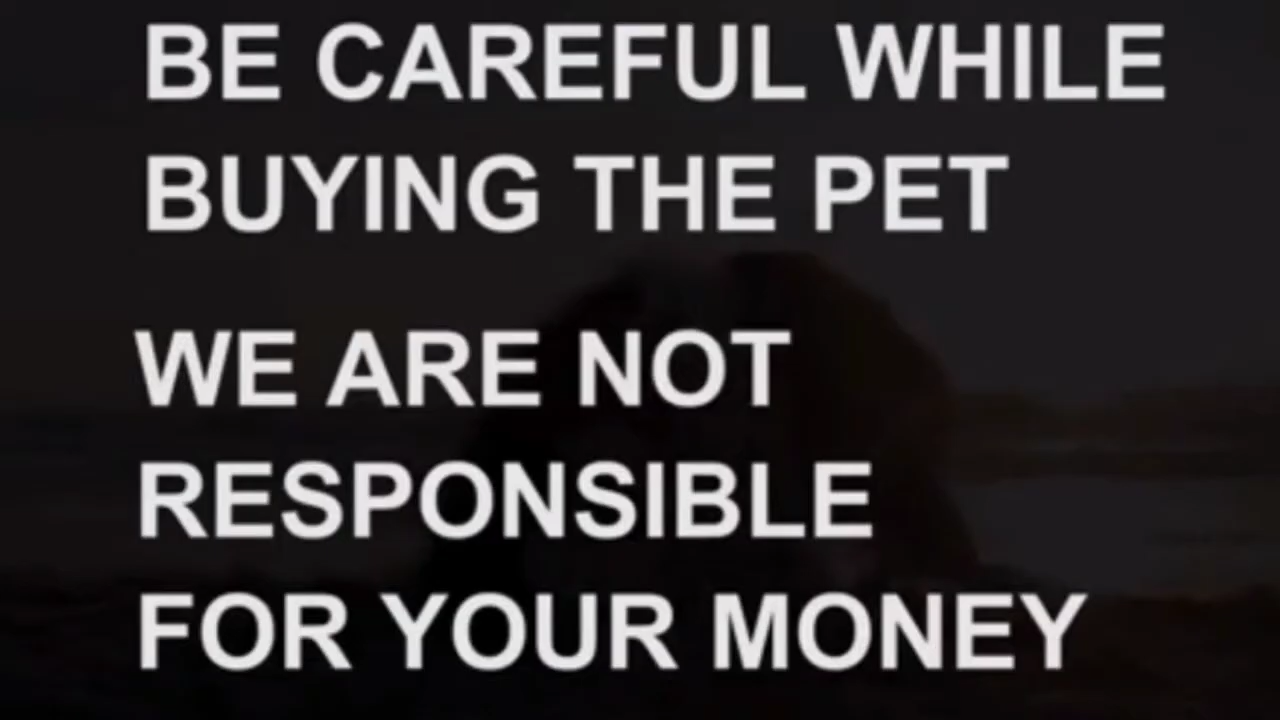 BE CAREFUL WHILE
BUYING THE PET
WE ARE NOT
RESPONSIBLE
FOR YOUR MONEY